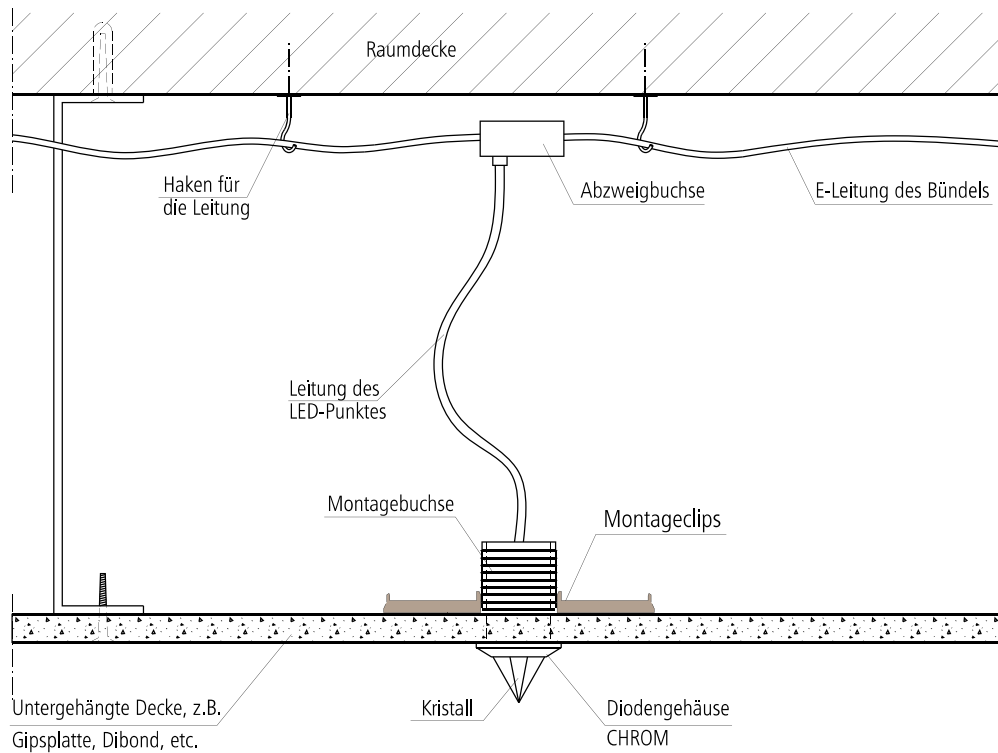 Raumdecke
Haken für
die Leitung
Abzweigbuchse
E-Leitung des Bündels
Leitung des
LED-Punktes
Montagebuchse
Montageclips
Untergehängte Decke, z.B.
Gipsplatte, Dibond, etc.
Kristall
Diodengehäuse
CHROM